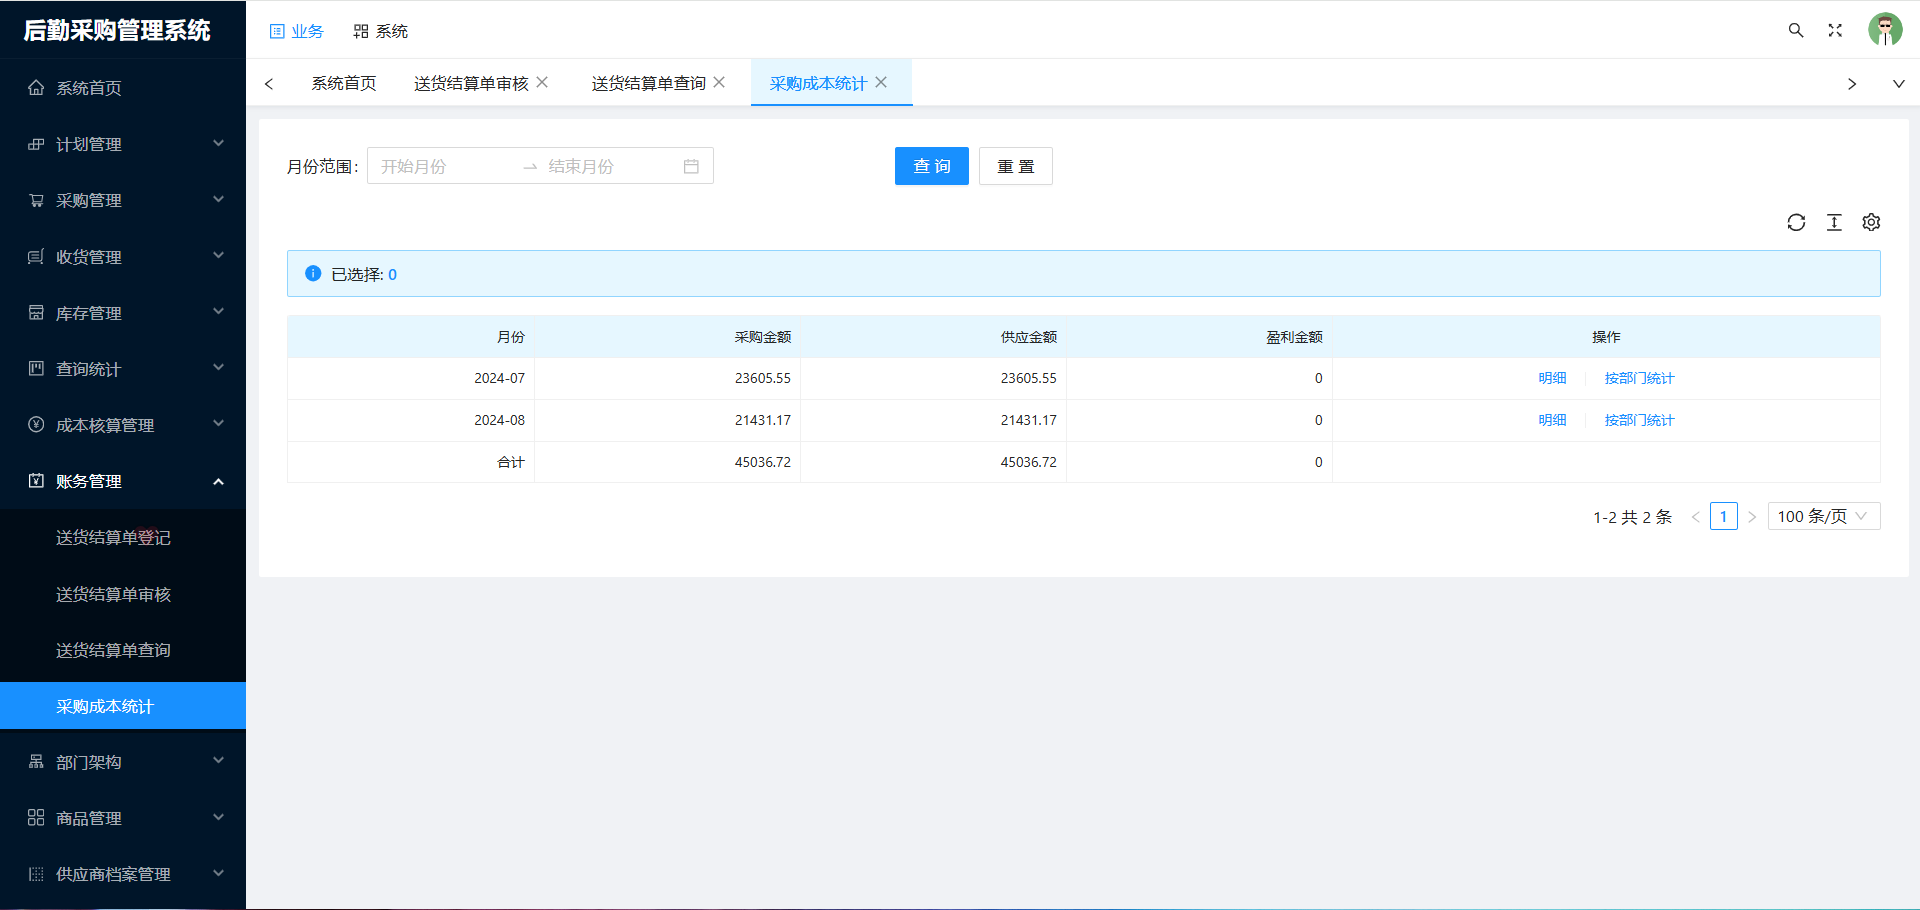 后勤采购管理系统
业务 系统
系统首页 送货结算单审核 送货结算单查询 采购成本统计
系统首页
计划管理
采购管理
收货管理
库存管理
查询统计
成本核算管理
账务管理
送货结算单登记
送货结算单审核
送货结算单查询
采购成本统计
部门架构
商品管理
供应商档案管理
月份范围: 开始月份 结束月份 查 询 重 置
已选择: 0
月份 采购金额 供应金额 盈利金额 操作
2024-07 23605.55 23605.55 0 明细 按部门统计
2024-08 21431.17 21431.17 0 明细 按部门统计
合计 45036.72 45036.72 0
1-2 共 2 条 1 100 条/页